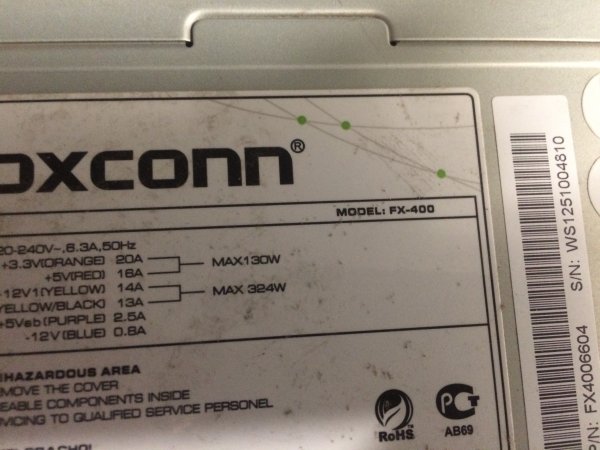 OXCONN®
MODEL: FX-400
20-240V~,6.3A,50Hz
+3.3V(ORANGE) 20A
MAX130W
+5V(RED) 16A
-12V1(YELLOW) 14A
MAX 324W
YELLOW/BLACK) 13A
+5Vsb(PURPLE) 2.5A
-12V(BLUE) 0.8A
HAZARDOUS AREA
MOVE THE COVER
EABLE COMPONENTS INSIDE
VICING TO QUALIFIED SERVICE PERSONEL
RoHS
PCT
AB69
S/N: WS1251004810
P/N: FX4006604